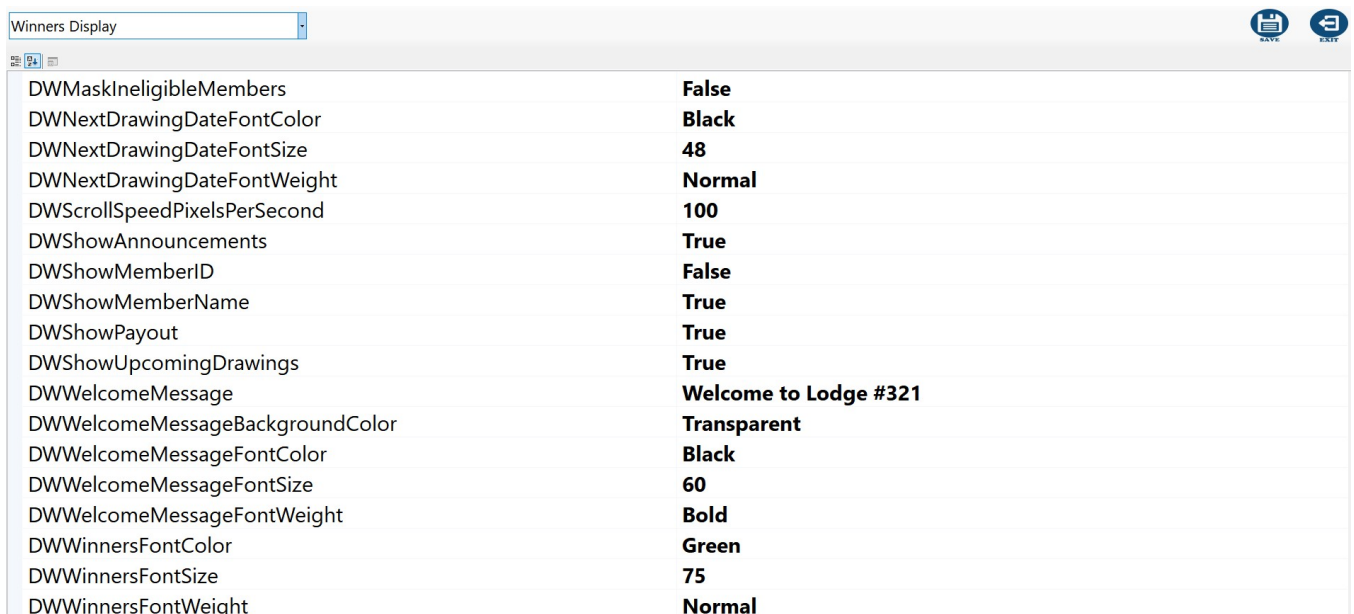 Winners Display
SAVE EXIT
DWMaskIneligibleMembers False
DWNextDrawingDateFontColor Black
DWNextDrawingDateFontSize 48
DWNextDrawingDateFontWeight Normal
DWScrollSpeedPixelsPerSecond 100
DWShowAnnouncements True
DWShowMemberID False
DWShowMemberName True
DWShowPayout True
DWShowUpcomingDrawings True
DWWelcomeMessage Welcome to Lodge #321
DWWelcomeMessageBackgroundColor Transparent
DWWelcomeMessageFontColor Black
DWWelcomeMessageFontSize 60
DWWelcomeMessageFontWeight Bold
DWWinnersFontColor Green
DWWinnersFontSize 75
DWWinnersFontWeight Normal